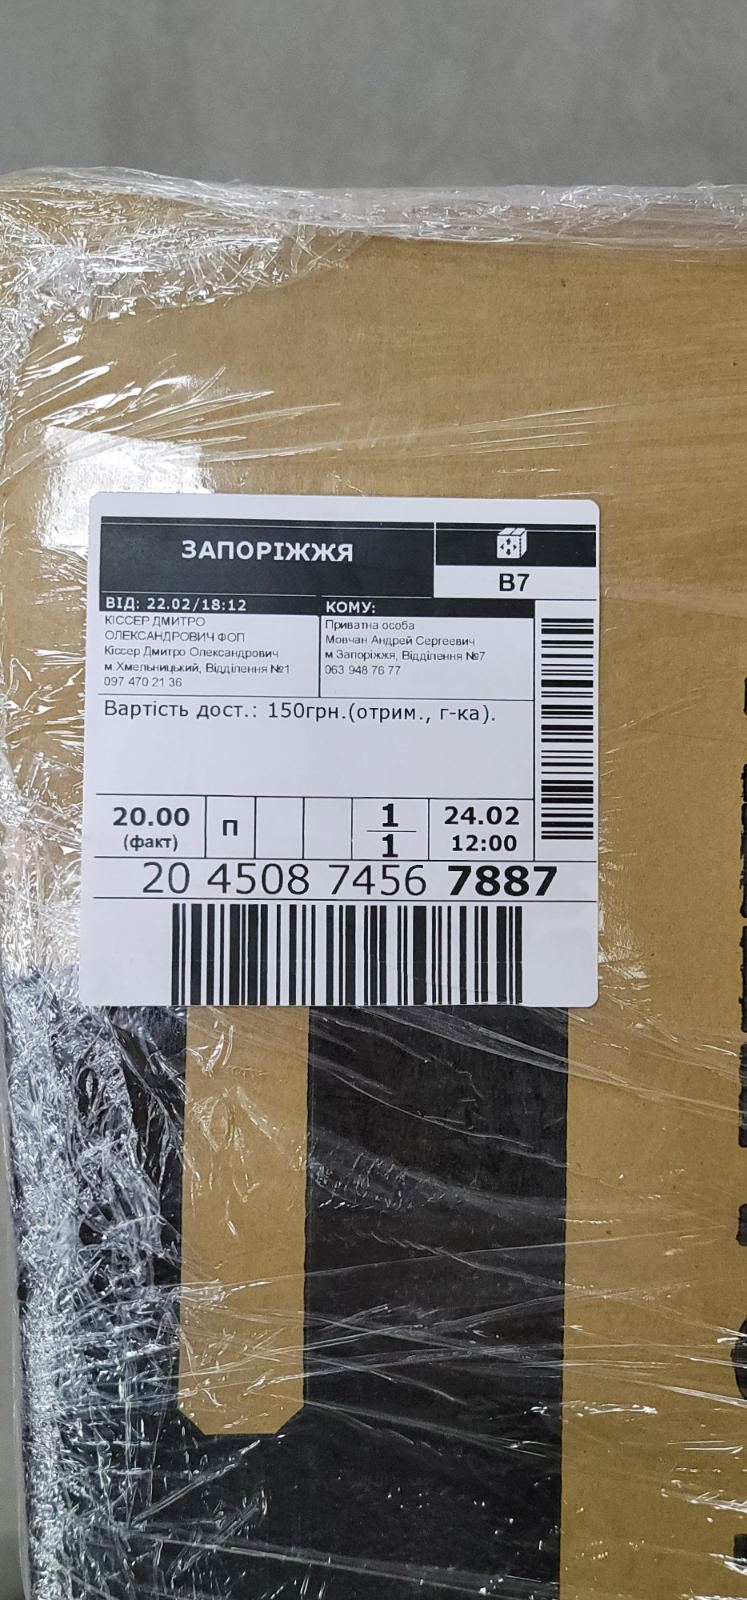 ЗАПОРІЖЖЯ
В7
ВІД: 22.02/18:12
КІССЕР ДМИТРО
ОЛЕКСАНДРОВИЧ ФОП
Кіссер Дмитро Олександрович
м.Хмельницький, Відділення №1
097 470 21 36
КОМУ:
Приватна особа
Мовчан Андрей Сергеевич
м.Запоріжжя, Відділення №7
063 948 76 77
Вартість дост.: 150грн.(отрим., г-ка).
20.00
(факт)
П
1
1
24.02
12:00
20 4508 7456 7887